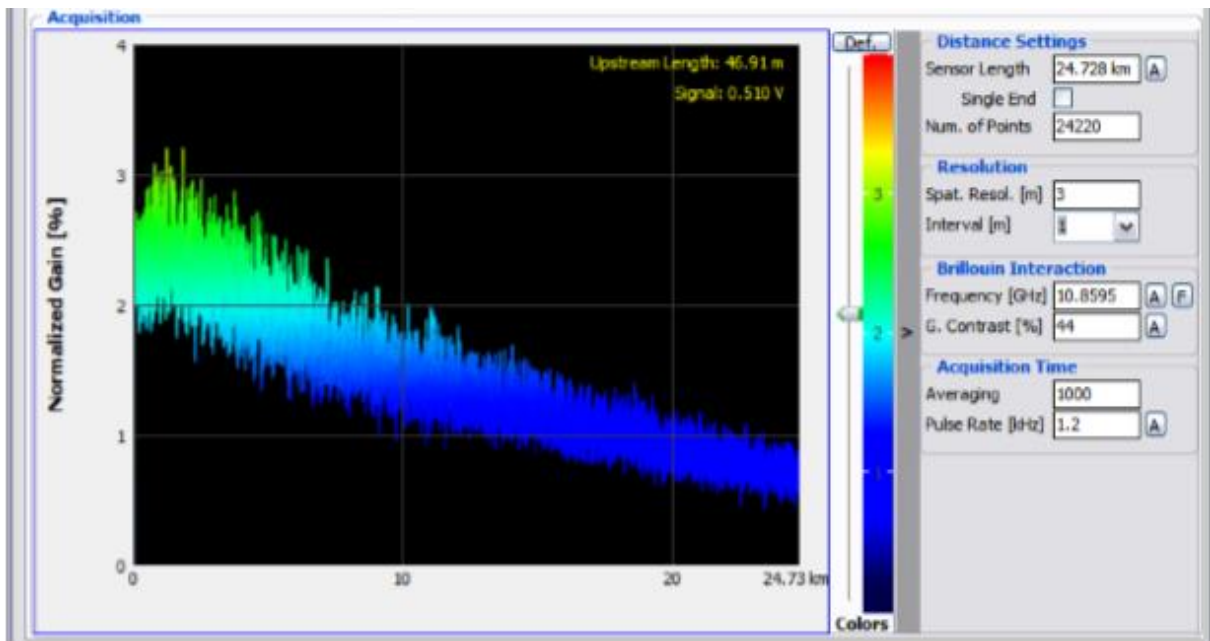 Acquisition
Upstream Length: 46.91 m
Signal: 0.510 V
Normalized Gain [%]
4
3
2
1
0
0
10
20
24.73 km
Def.
3
2
1
Colors
>
Distance Settings
Sensor Length 24.728 km A
Single End
Num. of Points 24220
Resolution
Spat. Resol. [m] 3
Interval [m]
Brillouin Interaction
Frequency [GHz] 10.8595 A F
G. Contrast [%] 44 A
Acquisition Time
Averaging 1000
Pulse Rate [kHz] 1.2 A